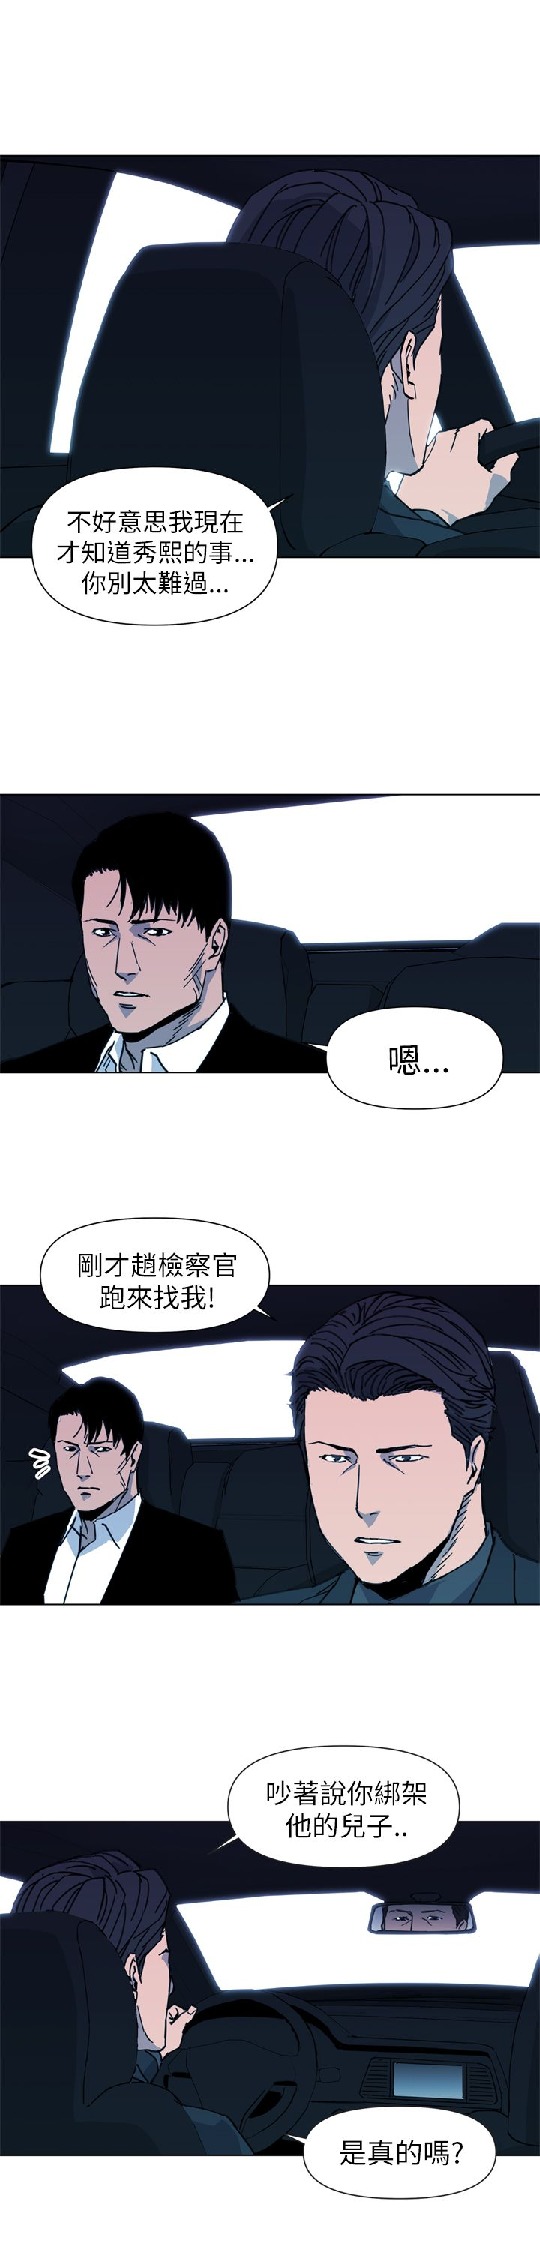 不好意思我現在
才知道秀熙的事...
你別太難過...
嗯...
剛才趙檢察官
跑來找我!
吵著說你綁架
他的兒子..
是真的嗎?